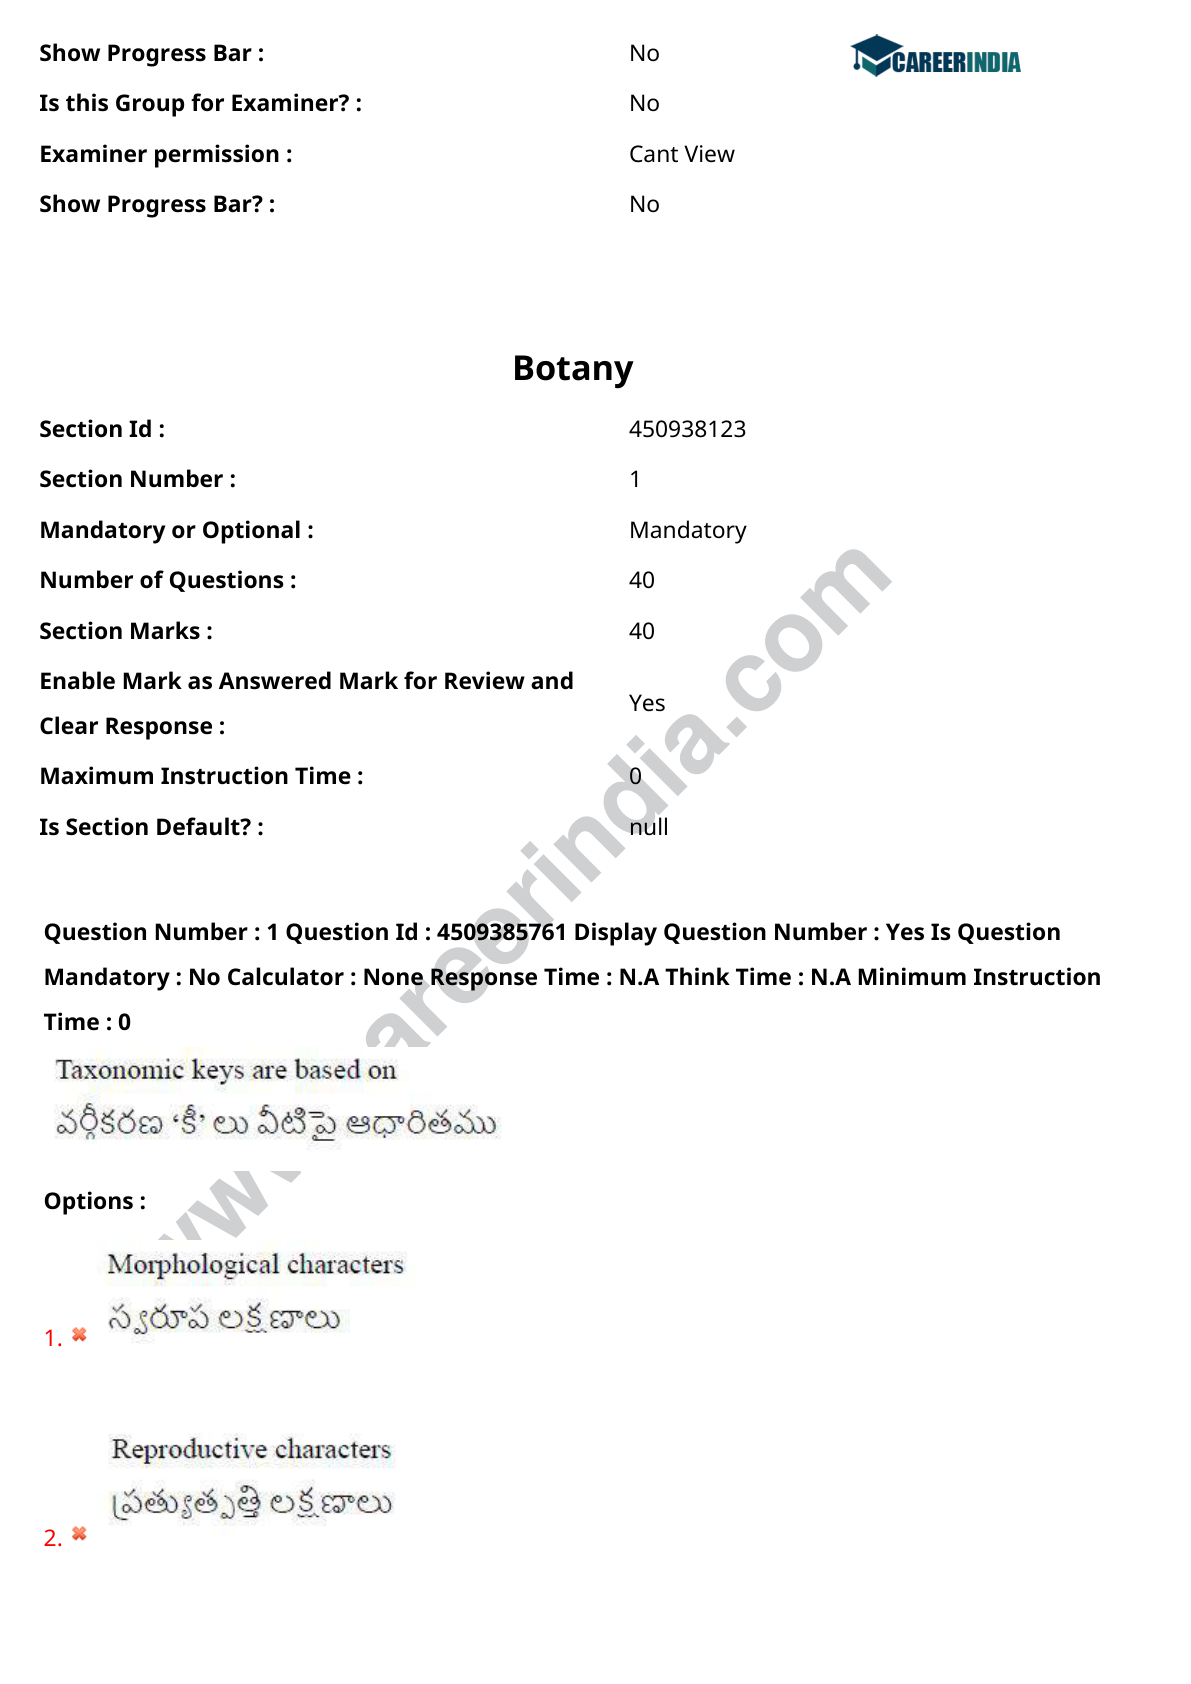 Show Progress Bar : No
CAREERINDIA
Is this Group for Examiner? : No
Examiner permission : Cant View
Show Progress Bar? : No
Botany
Section Id : 450938123
Section Number : 1
Mandatory or Optional : Mandatory
Number of Questions : 40
Section Marks : 40
Enable Mark as Answered Mark for Review and
Clear Response : Yes
Maximum Instruction Time : 0
Is Section Default? : null
Question Number : 1 Question Id : 4509385761 Display Question Number : Yes Is Question
Mandatory : No Calculator : None Response Time : N.A Think Time : N.A Minimum Instruction
Time : 0
Taxonomic keys are based on
వర్గీకరణ ‘కీ’ లు వీటిపై ఆధారితము
Options :
Morphological characters
స్వరూప లక్షణాలు
1.
Reproductive characters
ప్రత్యుత్పత్తి లక్షణాలు
2.